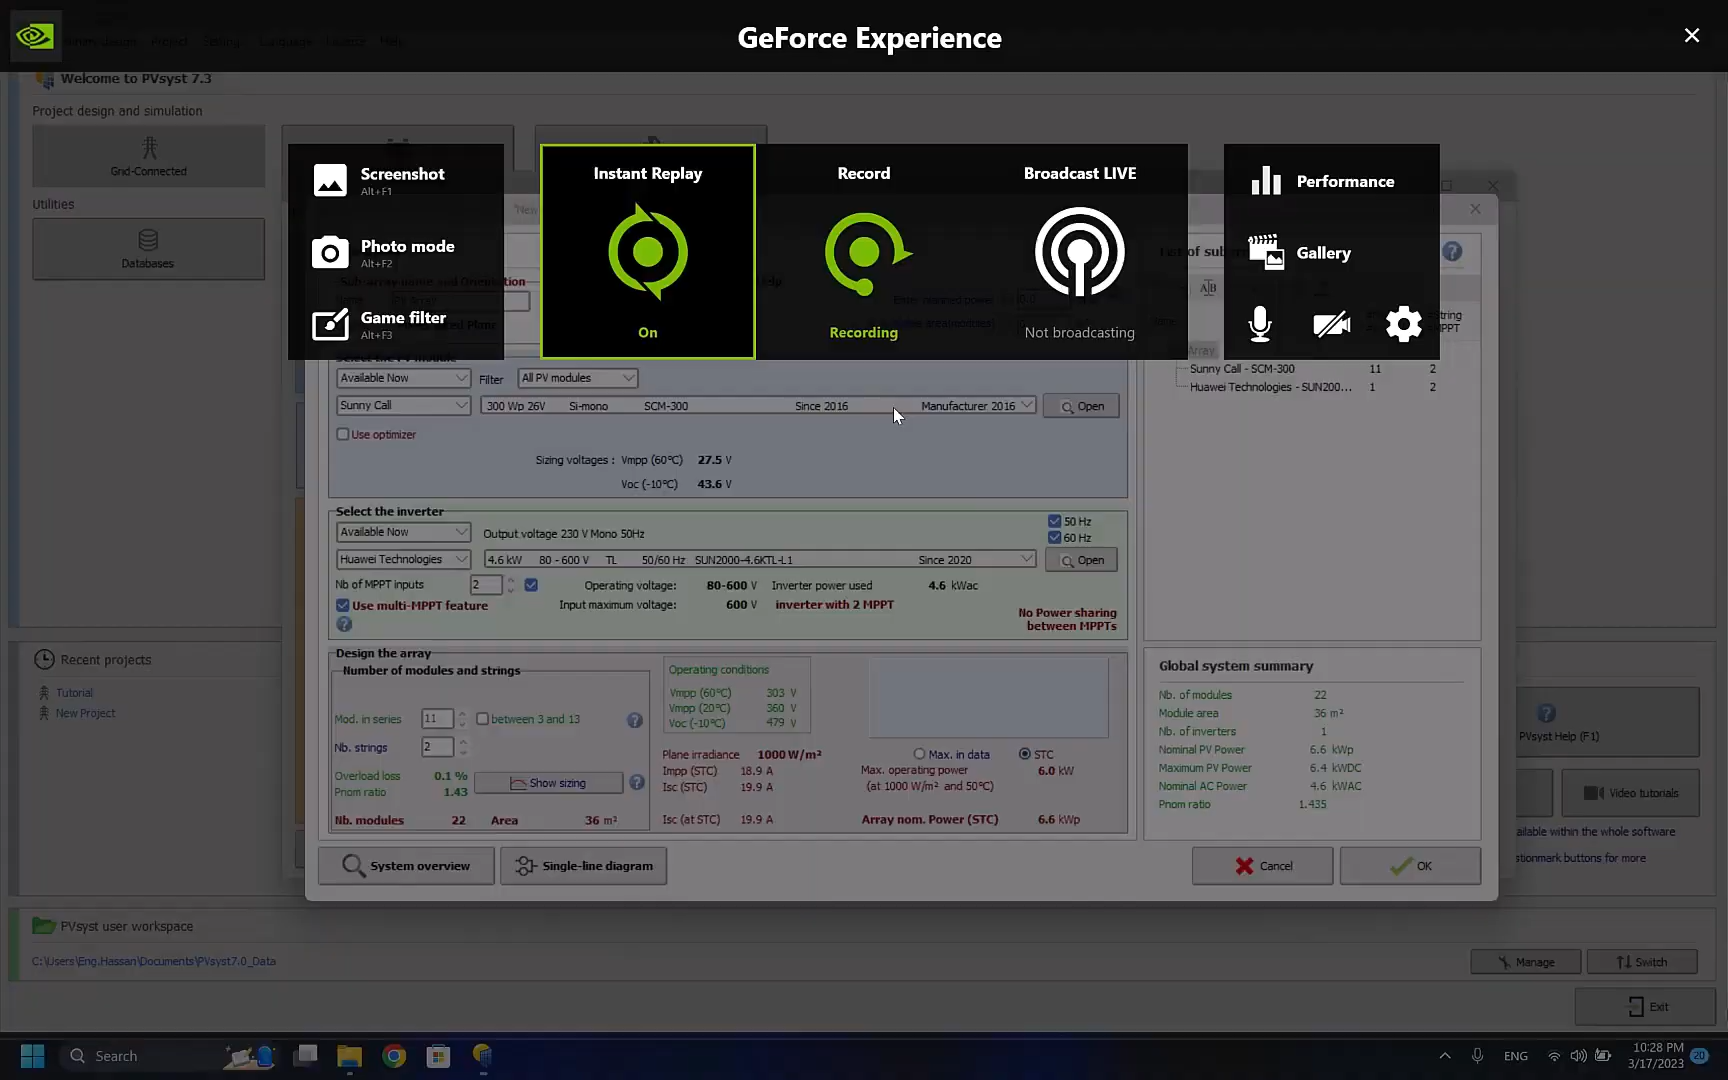 GeForce Experience
Welcome to PVsyst 7.3
Project design and simulation
Grid-Connected
Utilities
Databases
Screenshot
Alt+F1
Photo mode
Alt+F2
Game filter
Alt+F3
Instant Replay
On
Record
Recording
Broadcast LIVE
Not broadcasting
Performance
Gallery
Available Now
Filter
All PV modules
Sunny Call
300 Wp 26V Si-mono SCM-300 Since 2016 Manufacturer 2016
Open
Use optimizer
Sizing voltages : Vmpp (60°C) 27.5 V
Voc (-10°C) 43.6 V
Select the inverter
Available Now
Output voltage 230 V Mono 50Hz
50 Hz
60 Hz
Huawei Technologies
4.6 kW 80 - 600 V TL 50/60 Hz SUN2000-4.6KTL-L1 Since 2020
Open
Nb of MPPT inputs 2
Operating voltage: 80-600 V Inverter power used 4.6 kWac
Use multi-MPPT feature
Input maximum voltage: 600 V inverter with 2 MPPT
No Power sharing
between MPPTs
Design the array
Number of modules and strings
Mod. in series 11 between 3 and 13
Nb. strings 2
Overload loss 0.1 %
Pnom ratio 1.43
Show sizing
Nb. modules 22 Area 36 m²
Operating conditions
Vmpp (60°C) 303 V
Vmpp (20°C) 360 V
Voc (-10°C) 479 V
Plane irradiance 1000 W/m²
Max. in data
STC
Impp (STC) 18.9 A
Max. operating power 6.0 kW
Isc (STC) 19.9 A
(at 1000 W/m² and 50°C)
Isc (at STC) 19.9 A
Array nom. Power (STC) 6.6 kWp
String
MPPT
Array
Sunny Call - SCM-300 11 2
Huawei Technologies - SUN200... 1 2
Global system summary
Nb. of modules 22
Module area 36 m²
Nb. of inverters 1
Nominal PV Power 6.6 kWp
Maximum PV Power 6.4 kWDC
Nominal AC Power 4.6 kWAC
Pnom ratio 1.435
System overview
Single-line diagram
Cancel
OK
Recent projects
Tutorial
New Project
PVsyst Help (F1)
Video tutorials
ailable within the whole software
stionmark buttons for more
PVsyst user workspace
C:\Users\Eng.Hassan\Documents\PVsyst7.0_Data
Manage
Switch
Exit
Search
ENG
10:28 PM
3/17/2023
20